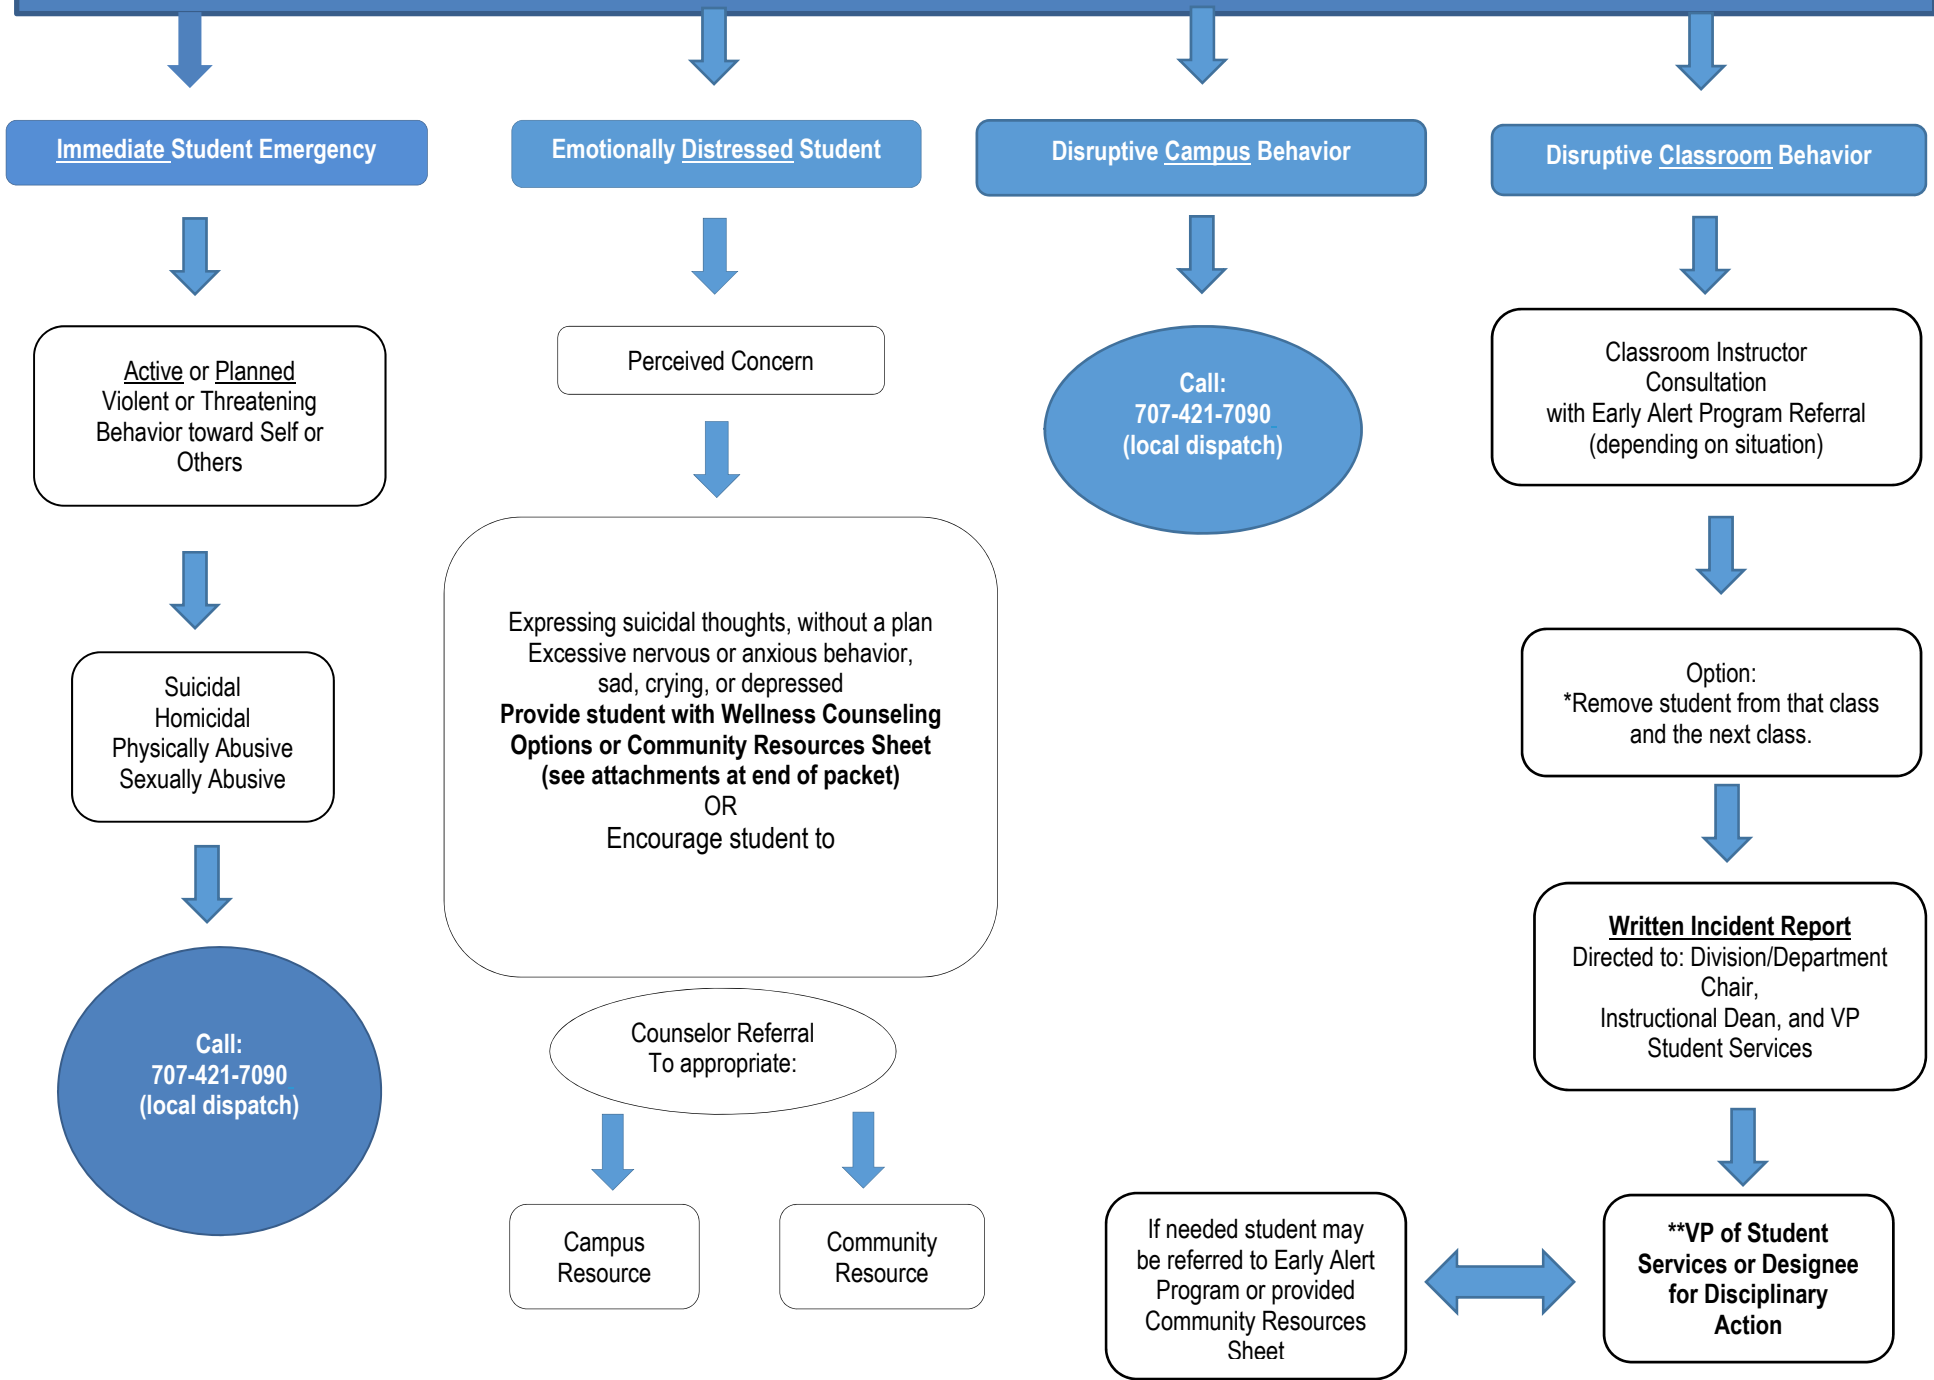 Immediate Student Emergency
Emotionally Distressed Student
Disruptive Campus Behavior
Disruptive Classroom Behavior
Active or Planned
Violent or Threatening
Behavior toward Self or
Others
Suicidal
Homicidal
Physically Abusive
Sexually Abusive
Call:
707-421-7090
(local dispatch)
Perceived Concern
Expressing suicidal thoughts, without a plan
Excessive nervous or anxious behavior,
sad, crying, or depressed
Provide student with Wellness Counseling
Options or Community Resources Sheet
(see attachments at end of packet)
OR
Encourage student to
Counselor Referral
To appropriate:
Campus
Resource
Community
Resource
Call:
707-421-7090
(local dispatch)
Classroom Instructor
Consultation
with Early Alert Program Referral
(depending on situation)
Option:
*Remove student from that class
and the next class.
Written Incident Report
Directed to: Division/Department
Chair,
Instructional Dean, and VP
Student Services
**VP of Student
Services or Designee
for Disciplinary
Action
If needed student may
be referred to Early Alert
Program or provided
Community Resources
Sheet